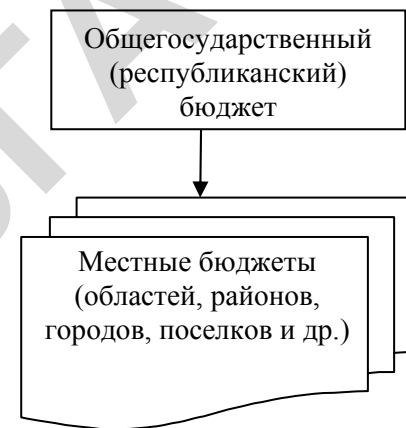 Общегосударственный
(республиканский)
бюджет
Местные бюджеты
(областей, районов,
городов, поселков и др.)